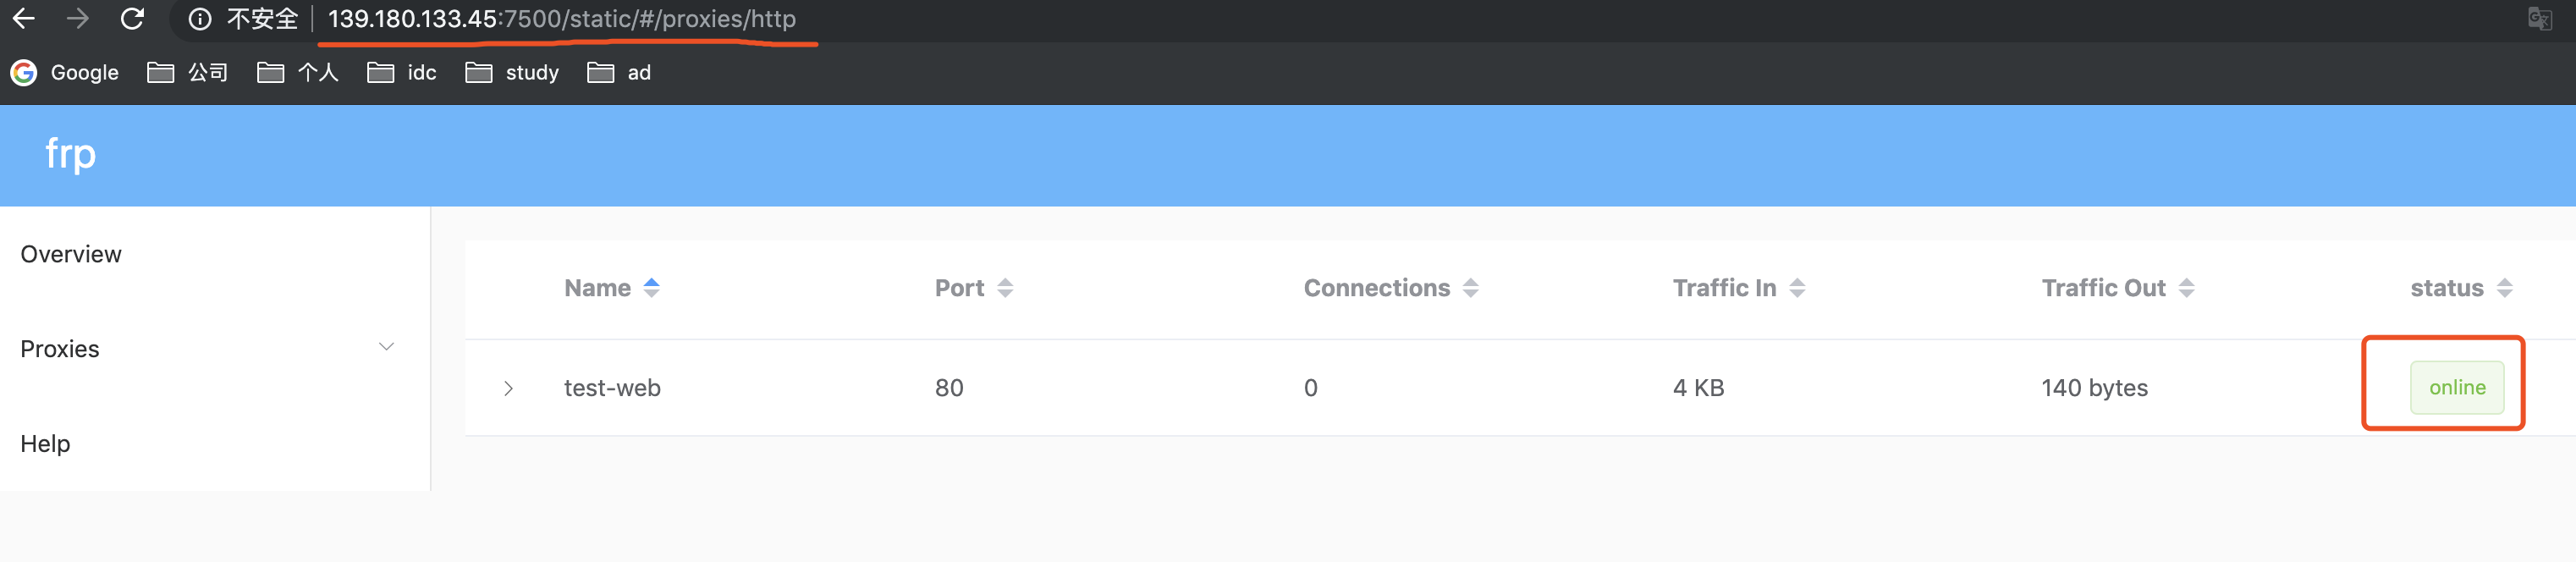 不安全 139.180.133.45:7500/static/#/proxies/http
Google 公司 个人 idc study ad
frp
Overview
Proxies
Help
Name Port Connections Traffic In Traffic Out status
test-web 80 0 4 KB 140 bytes online